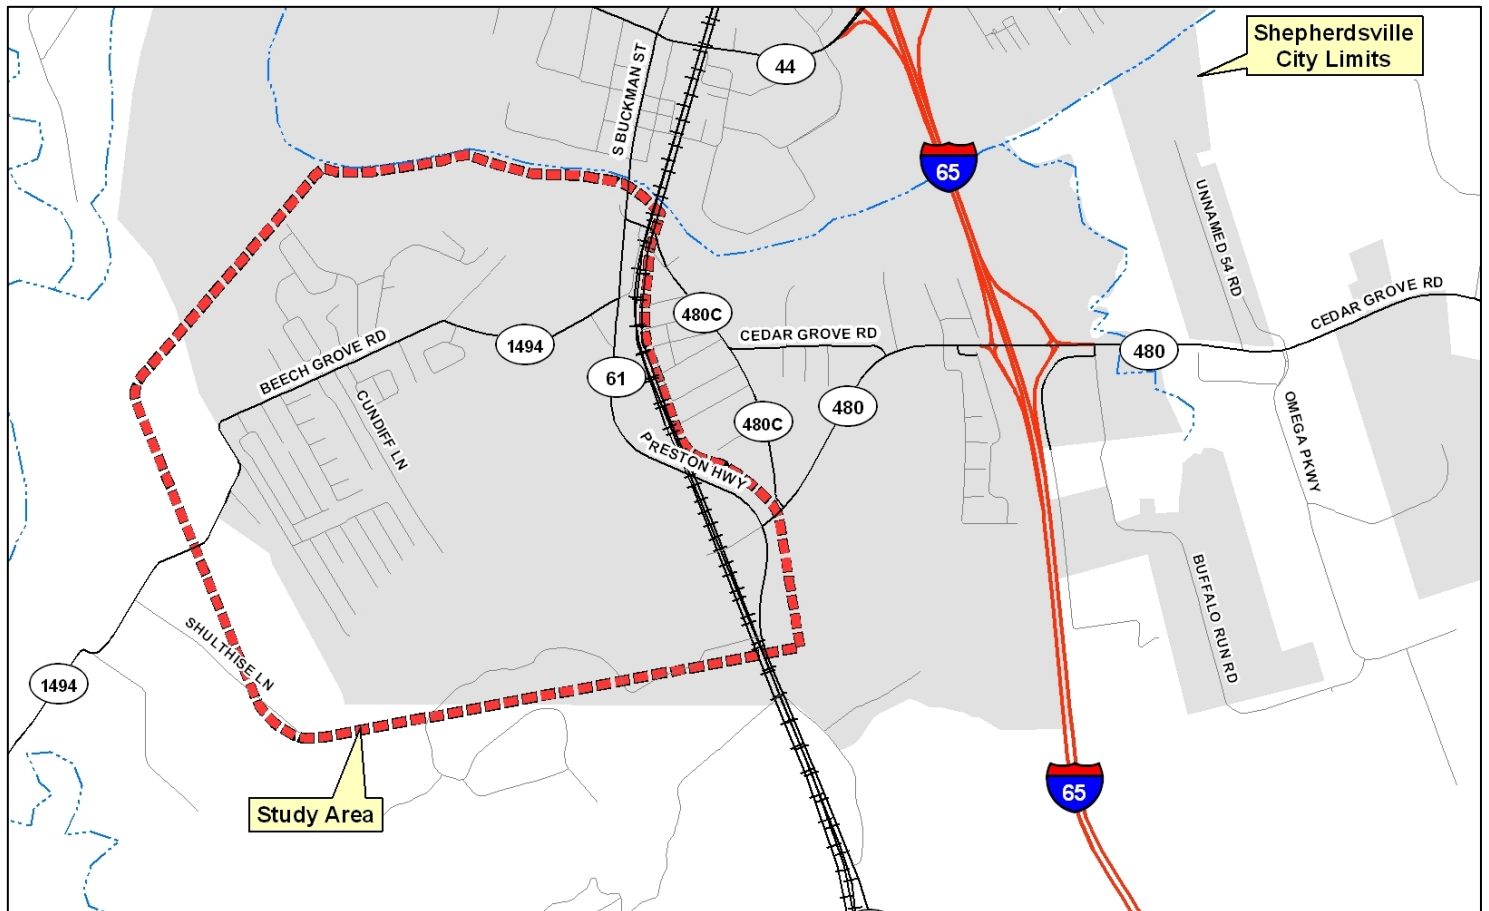 Shepherdsville
City Limits
44
S BUCKMAN ST
65
UNNAMED 54 RD
CEDAR GROVE RD
480C
CEDAR GROVE RD
1494
BEECH GROVE RD
480
61
CUNDIFF LN
480
480C
OMEGA PKWY
PRESTON HWY
BUFFALO RUN RD
SHULTHISE LN
1494
65
Study Area